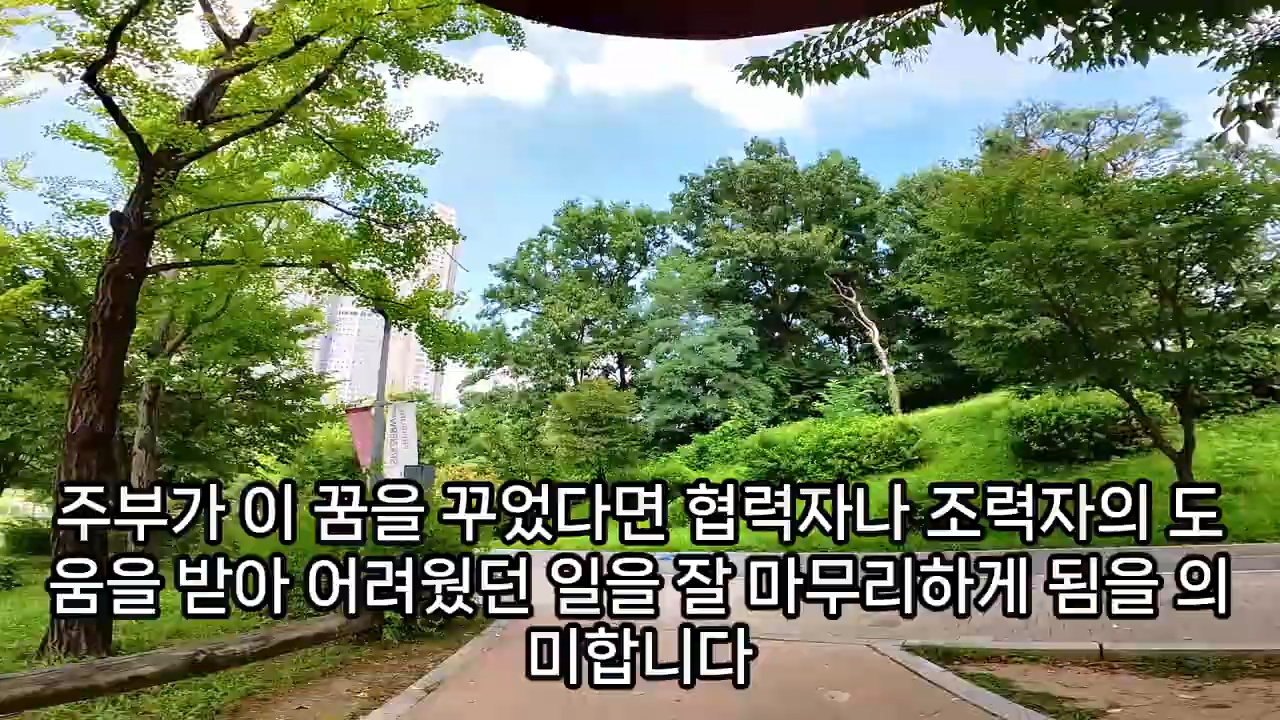 주부가 이 꿈을 꾸었다면 협력자나 조력자의 도
움을 받아 어려웠던 일을 잘 마무리하게 됨을 의
미합니다